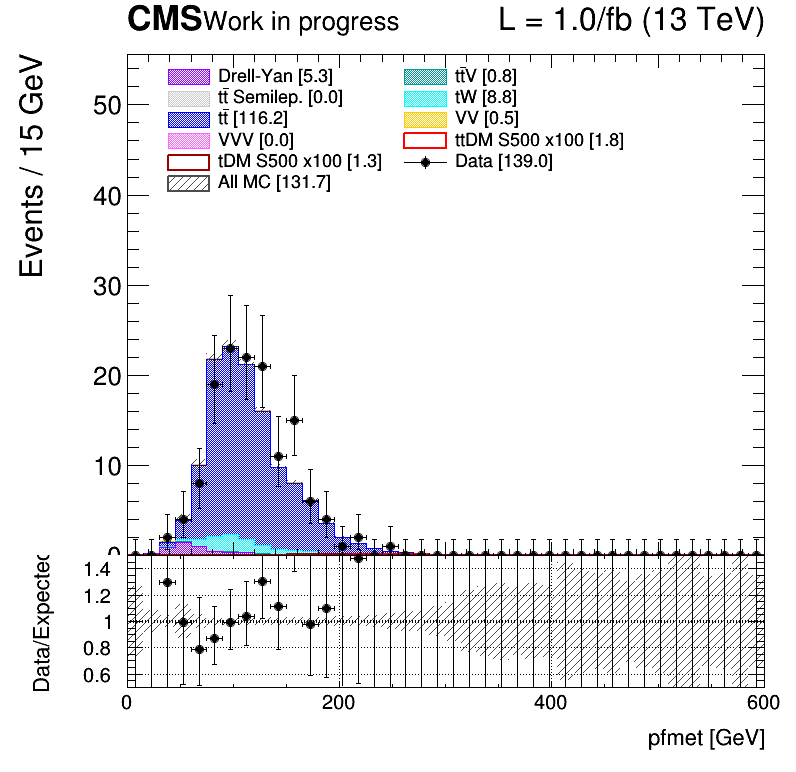 CMS Work in progress L = 1.0/fb (13 TeV)
Events / 15 GeV
Drell-Yan [5.3] tt̄V [0.8]
tt̄ Semilep. [0.0] tW [8.8]
tt̄ [116.2] VV [0.5]
VVV [0.0] ttDM S500 x100 [1.8]
tDM S500 x100 [1.3] Data [139.0]
All MC [131.7]
50
40
30
20
10
0
Data/Expected
1.4
1.2
1
0.8
0.6
0 200 400 600
pfmet [GeV]